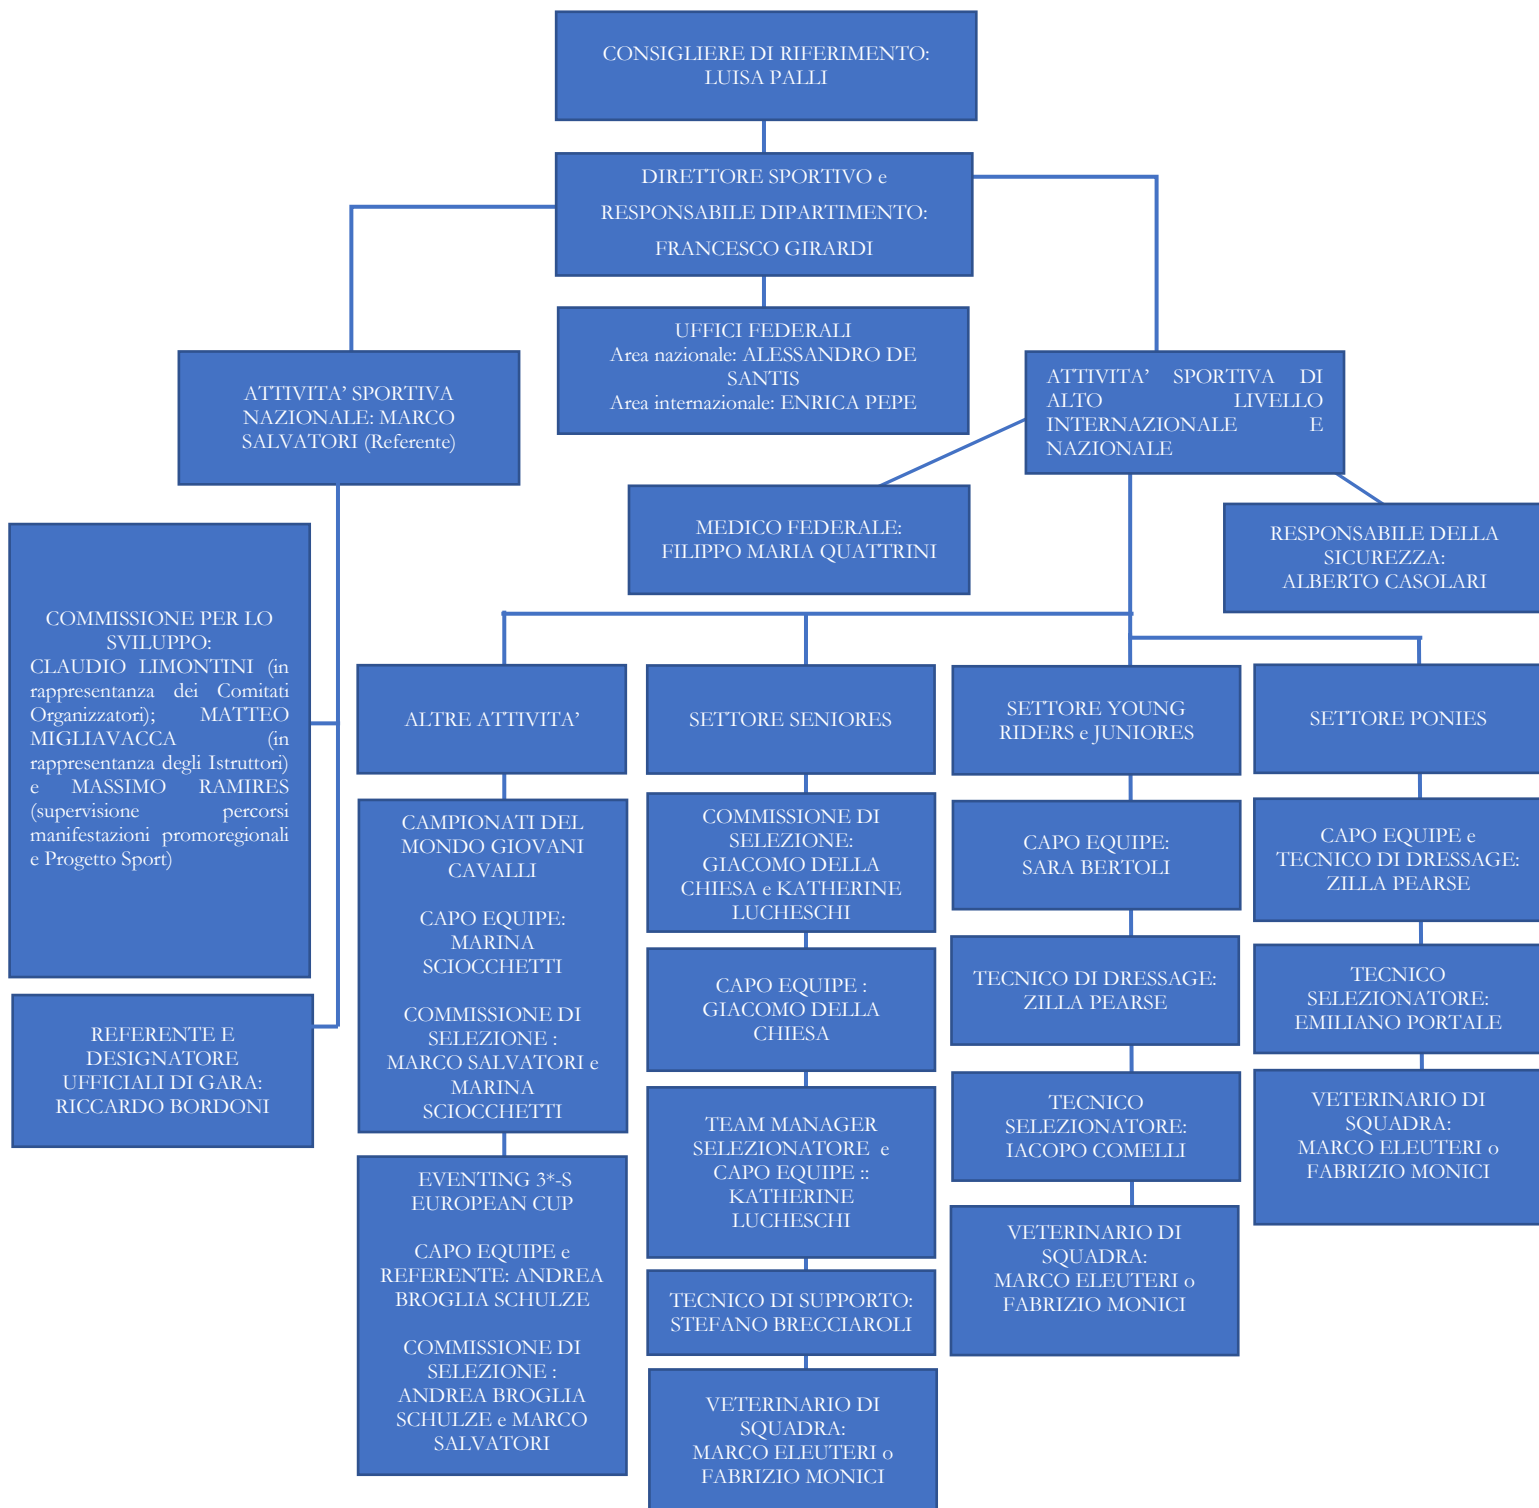 CONSIGLIERE DI RIFERIMENTO:
LUISA PALLI
DIRETTORE SPORTIVO e
RESPONSABILE DIPARTIMENTO:
FRANCESCO GIRARDI
UFFICI FEDERALI
Area nazionale: ALESSANDRO DE
SANTIS
Area internazionale: ENRICA PEPE
ATTIVITA’ SPORTIVA
NAZIONALE: MARCO
SALVATORI (Referente)
ATTIVITA’ SPORTIVA DI
ALTO LIVELLO
INTERNAZIONALE E
NAZIONALE
MEDICO FEDERALE:
FILIPPO MARIA QUATTRINI
RESPONSABILE DELLA
SICUREZZA:
ALBERTO CASOLARI
COMMISSIONE PER LO
SVILUPPO:
CLAUDIO LIMONTINI (in
rappresentanza dei Comitati
Organizzatori); MATTEO
MIGLIAVACCA (in
rappresentanza degli Istruttori)
e MASSIMO RAMIRES
(supervisione percorsi
manifestazioni promoregionali
e Progetto Sport)
REFERENTE E
DESIGNATORE
UFFICIALI DI GARA:
RICCARDO BORDONI
ALTRE ATTIVITA’
CAMPIONATI DEL
MONDO GIOVANI
CAVALLI
CAPO EQUIPE:
MARINA
SCIOCCHETTI
COMMISSIONE DI
SELEZIONE :
MARCO SALVATORI e
MARINA
SCIOCCHETTI
EVENTING 3*-S
EUROPEAN CUP
CAPO EQUIPE e
REFERENTE: ANDREA
BROGLIA SCHULZE
COMMISSIONE DI
SELEZIONE :
ANDREA BROGLIA
SCHULZE e MARCO
SALVATORI
SETTORE SENIORES
COMMISSIONE DI
SELEZIONE:
GIACOMO DELLA
CHIESA e KATHERINE
LUCHESCHI
CAPO EQUIPE :
GIACOMO DELLA
CHIESA
TEAM MANAGER
SELEZIONATORE e
CAPO EQUIPE ::
KATHERINE
LUCHESCHI
TECNICO DI SUPPORTO:
STEFANO BRECCIAROLI
VETERINARIO DI
SQUADRA:
MARCO ELEUTERI o
FABRIZIO MONICI
SETTORE YOUNG
RIDERS e JUNIORES
CAPO EQUIPE:
SARA BERTOLI
TECNICO DI DRESSAGE:
ZILLA PEARSE
TECNICO
SELEZIONATORE:
IACOPO COMELLI
VETERINARIO DI
SQUADRA:
MARCO ELEUTERI o
FABRIZIO MONICI
SETTORE PONIES
CAPO EQUIPE e
TECNICO DI DRESSAGE:
ZILLA PEARSE
TECNICO
SELEZIONATORE:
EMILIANO PORTALE
VETERINARIO DI
SQUADRA:
MARCO ELEUTERI o
FABRIZIO MONICI